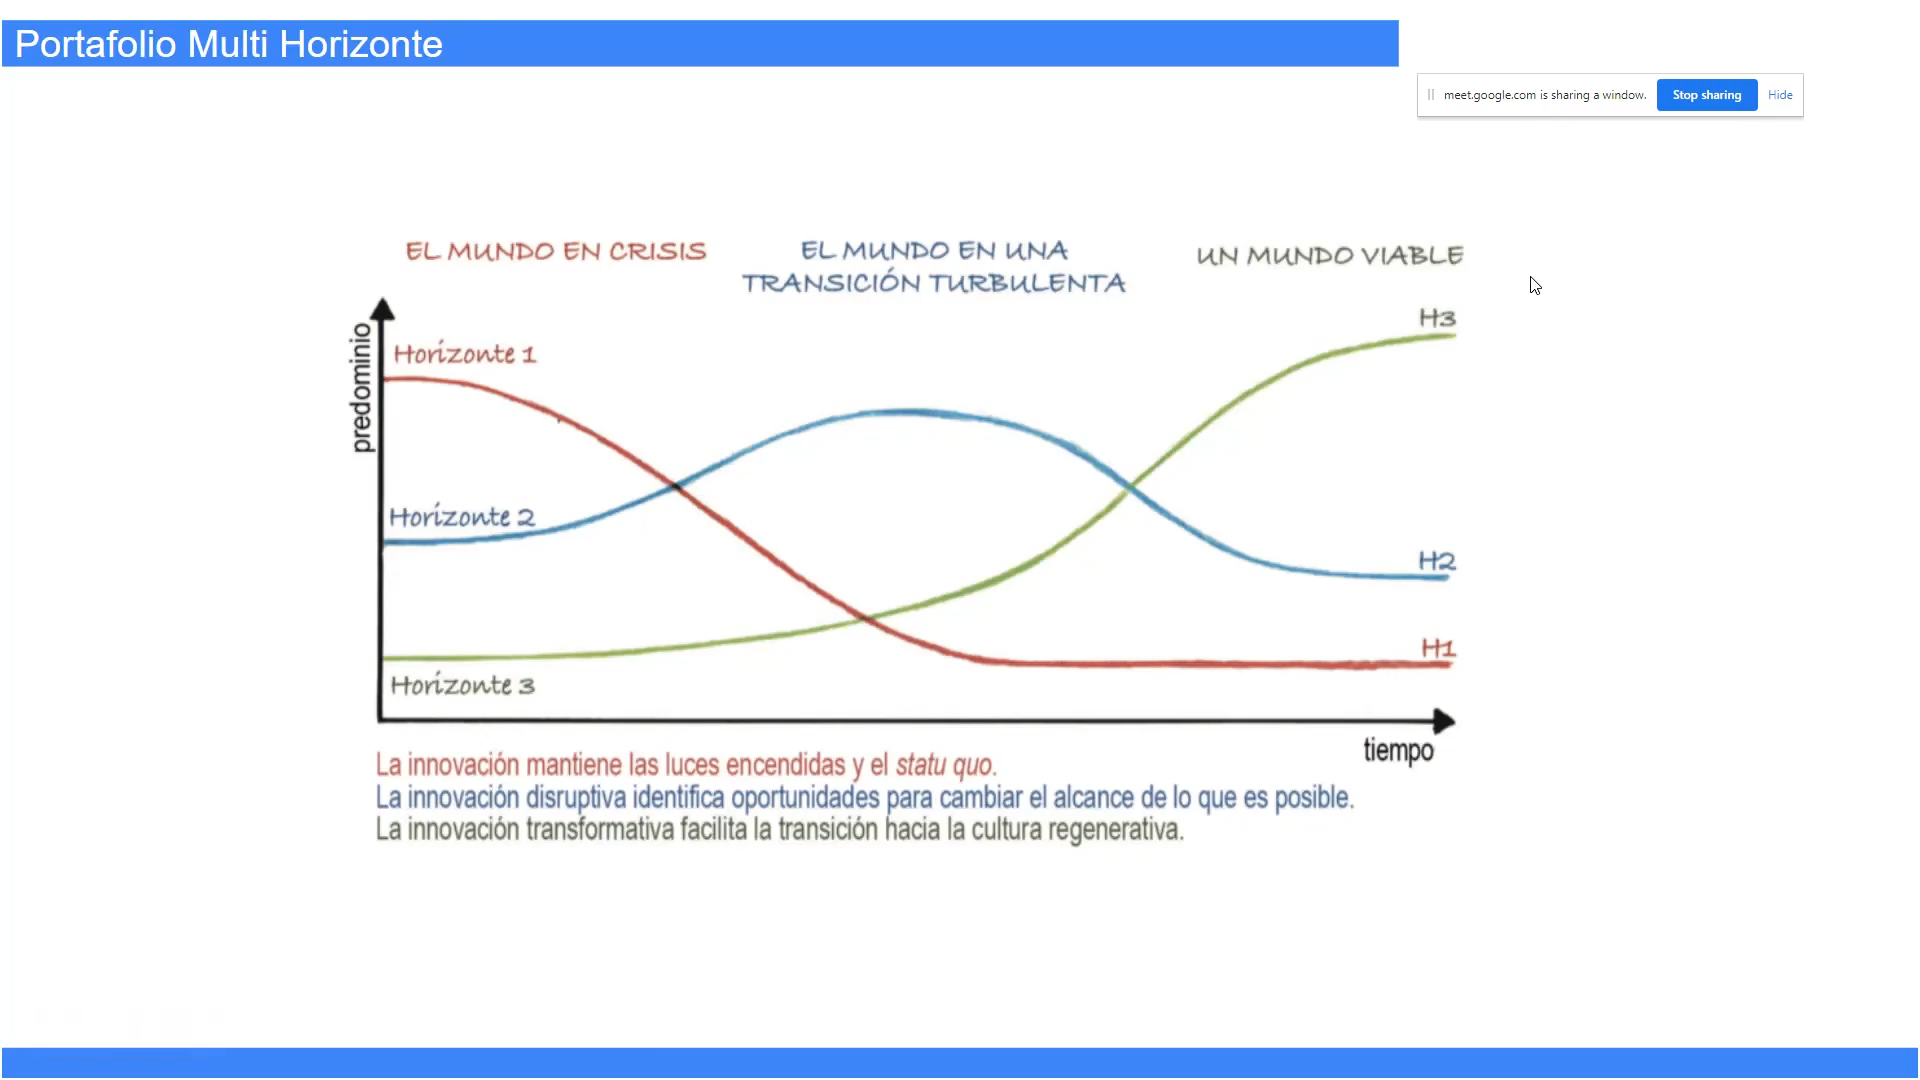 Portafolio Multi Horizonte
meet.google.com is sharing a window.
Stop sharing
Hide
EL MUNDO EN CRISIS
EL MUNDO EN UNA
TRANSICIÓN TURBULENTA
UN MUNDO VIABLE
predominio
Horizonte 1
Horizonte 2
Horizonte 3
H3
H2
H1
tiempo
La innovación mantiene las luces encendidas y el statu quo.
La innovación disruptiva identifica oportunidades para cambiar el alcance de lo que es posible.
La innovación transformativa facilita la transición hacia la cultura regenerativa.